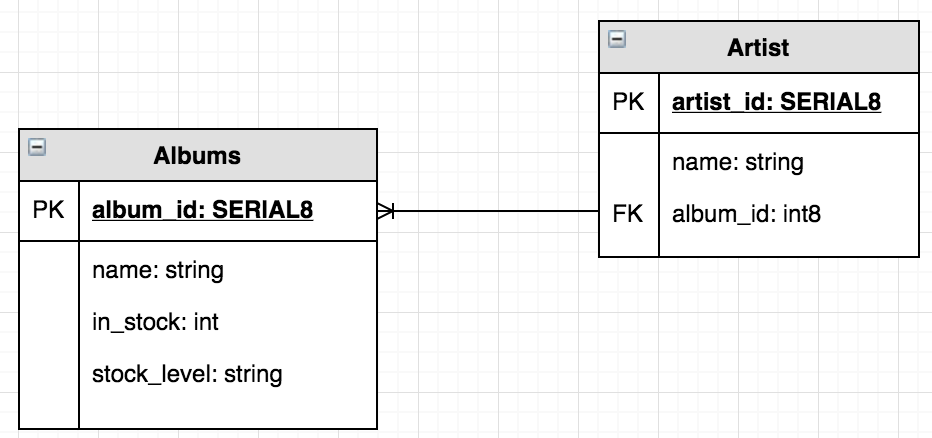 Artist
PK artist_id: SERIAL8
name: string
FK album_id: int8
Albums
PK album_id: SERIAL8
name: string
in_stock: int
stock_level: string